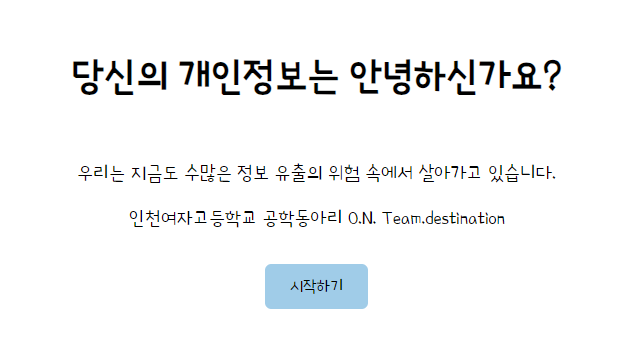 당신의 개인정보는 안녕하신가요?
우리는 지금도 수많은 정보 유출의 위험 속에서 살아가고 있습니다.
인천여자고등학교 공학동아리 O.N. Team.destination
시작하기